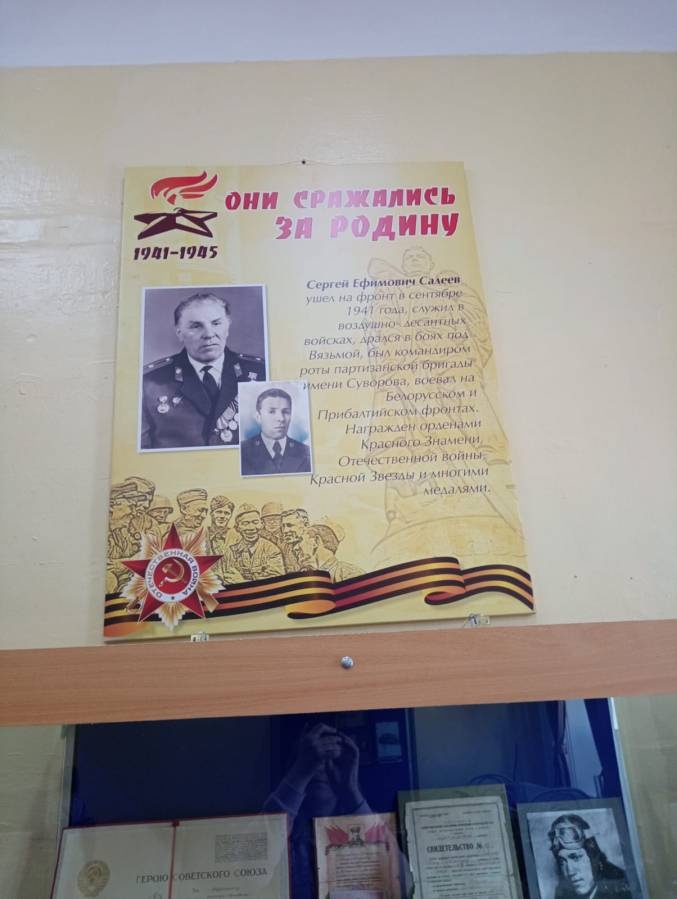 ОНИ СРАЖАЛИСЬ
ЗА РОДИНУ
1941-1945
Сергей Ефимович Салеев
ушел на фронт в сентябре
1941 года, служил в
воздушно-десантных
войсках, дрался в боях под
Вязьмой, был командиром
роты партизанской бригады
имени Суворова, воевал на
Белорусском и
Прибалтийском фронтах.
Награжден орденами
Красного Знамени,
Отечественной войны,
Красной Звезды и многими
медалями.
ОТЕЧЕСТВЕННАЯ ВОЙНА
ГЕРОЮ СОВЕТСКОГО СОЮЗА
СВИДЕТЕЛЬСТВО №